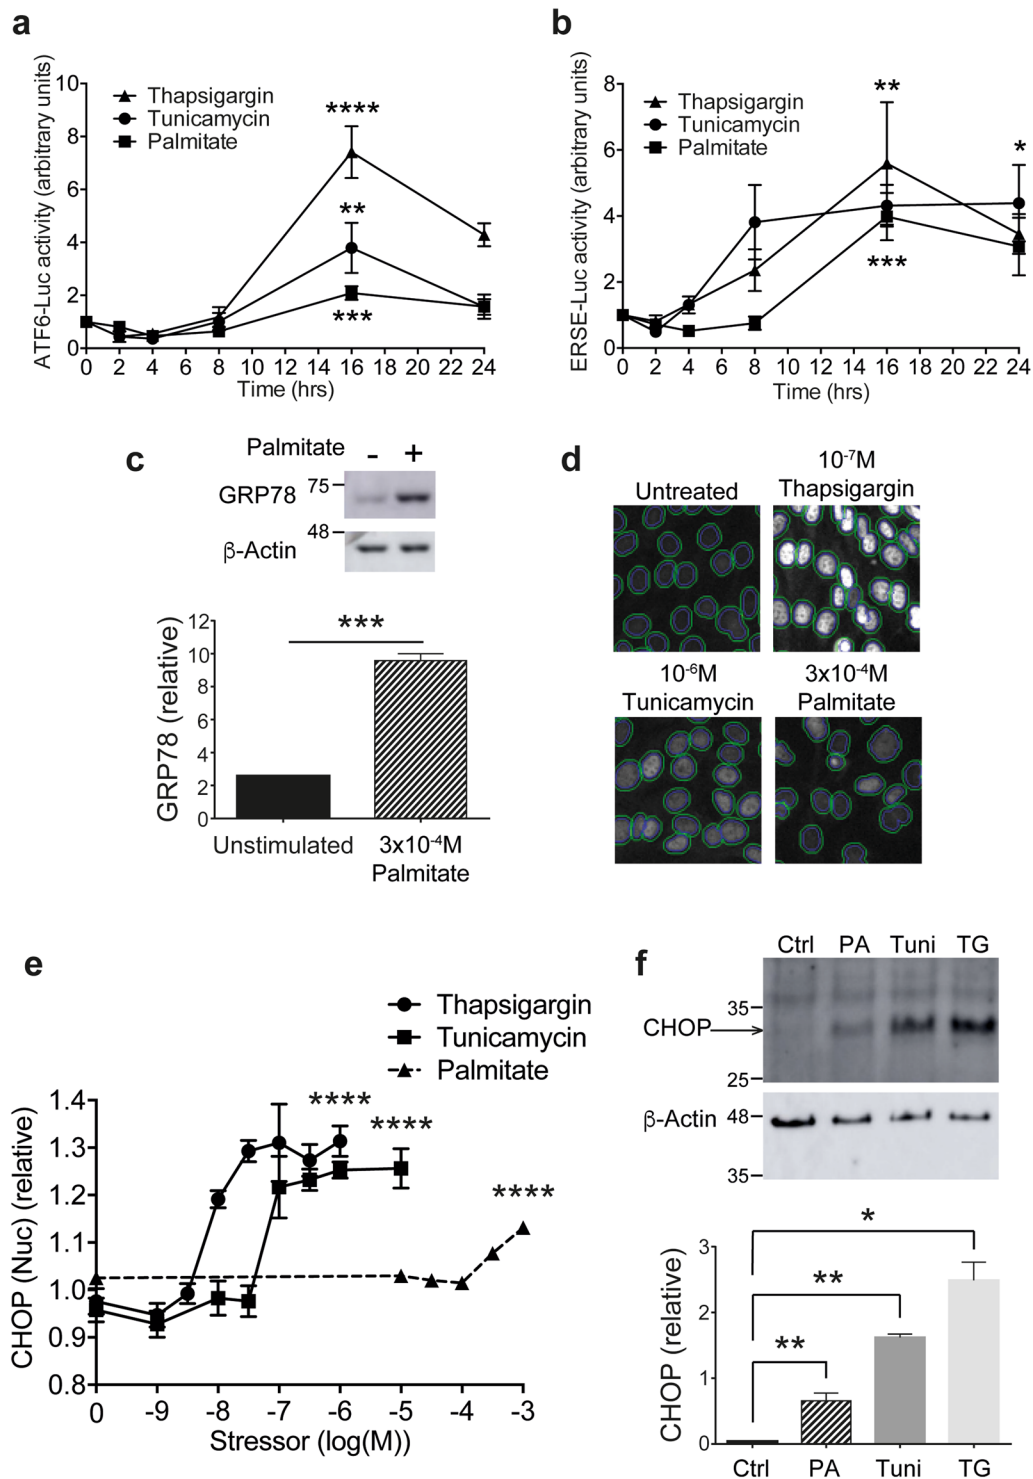 a
ATF6-Luc activity (arbitrary units)
10
8
6
4
2
0
Thapsigargin
Tunicamycin
Palmitate
****
**
***
0 2 4 6 8 10 12 14 16 18 20 22 24
Time (hrs)
b
ERSE-Luc activity (arbitrary units)
8
6
4
2
0
Thapsigargin
Tunicamycin
Palmitate
**
*
***
0 2 4 6 8 10 12 14 16 18 20 22 24
Time (hrs)
c
Palmitate - +
GRP78
75
48
β-Actin
GRP78 (relative)
12
10
8
6
4
2
0
***
Unstimulated
3x10-4M
Palmitate
d
Untreated
10-7M
Thapsigargin
10-6M
Tunicamycin
3x10-4M
Palmitate
e
Thapsigargin
Tunicamycin
Palmitate
CHOP (Nuc) (relative)
1.4
1.3
1.2
1.1
1.0
0.9
0.8
****
****
****
0 -9 -8 -7 -6 -5 -4 -3
Stressor (log(M))
f
Ctrl PA Tuni TG
35
CHOP
25
β-Actin
48
35
CHOP (relative)
3
2
1
0
*
**
**
Ctrl PA Tuni TG